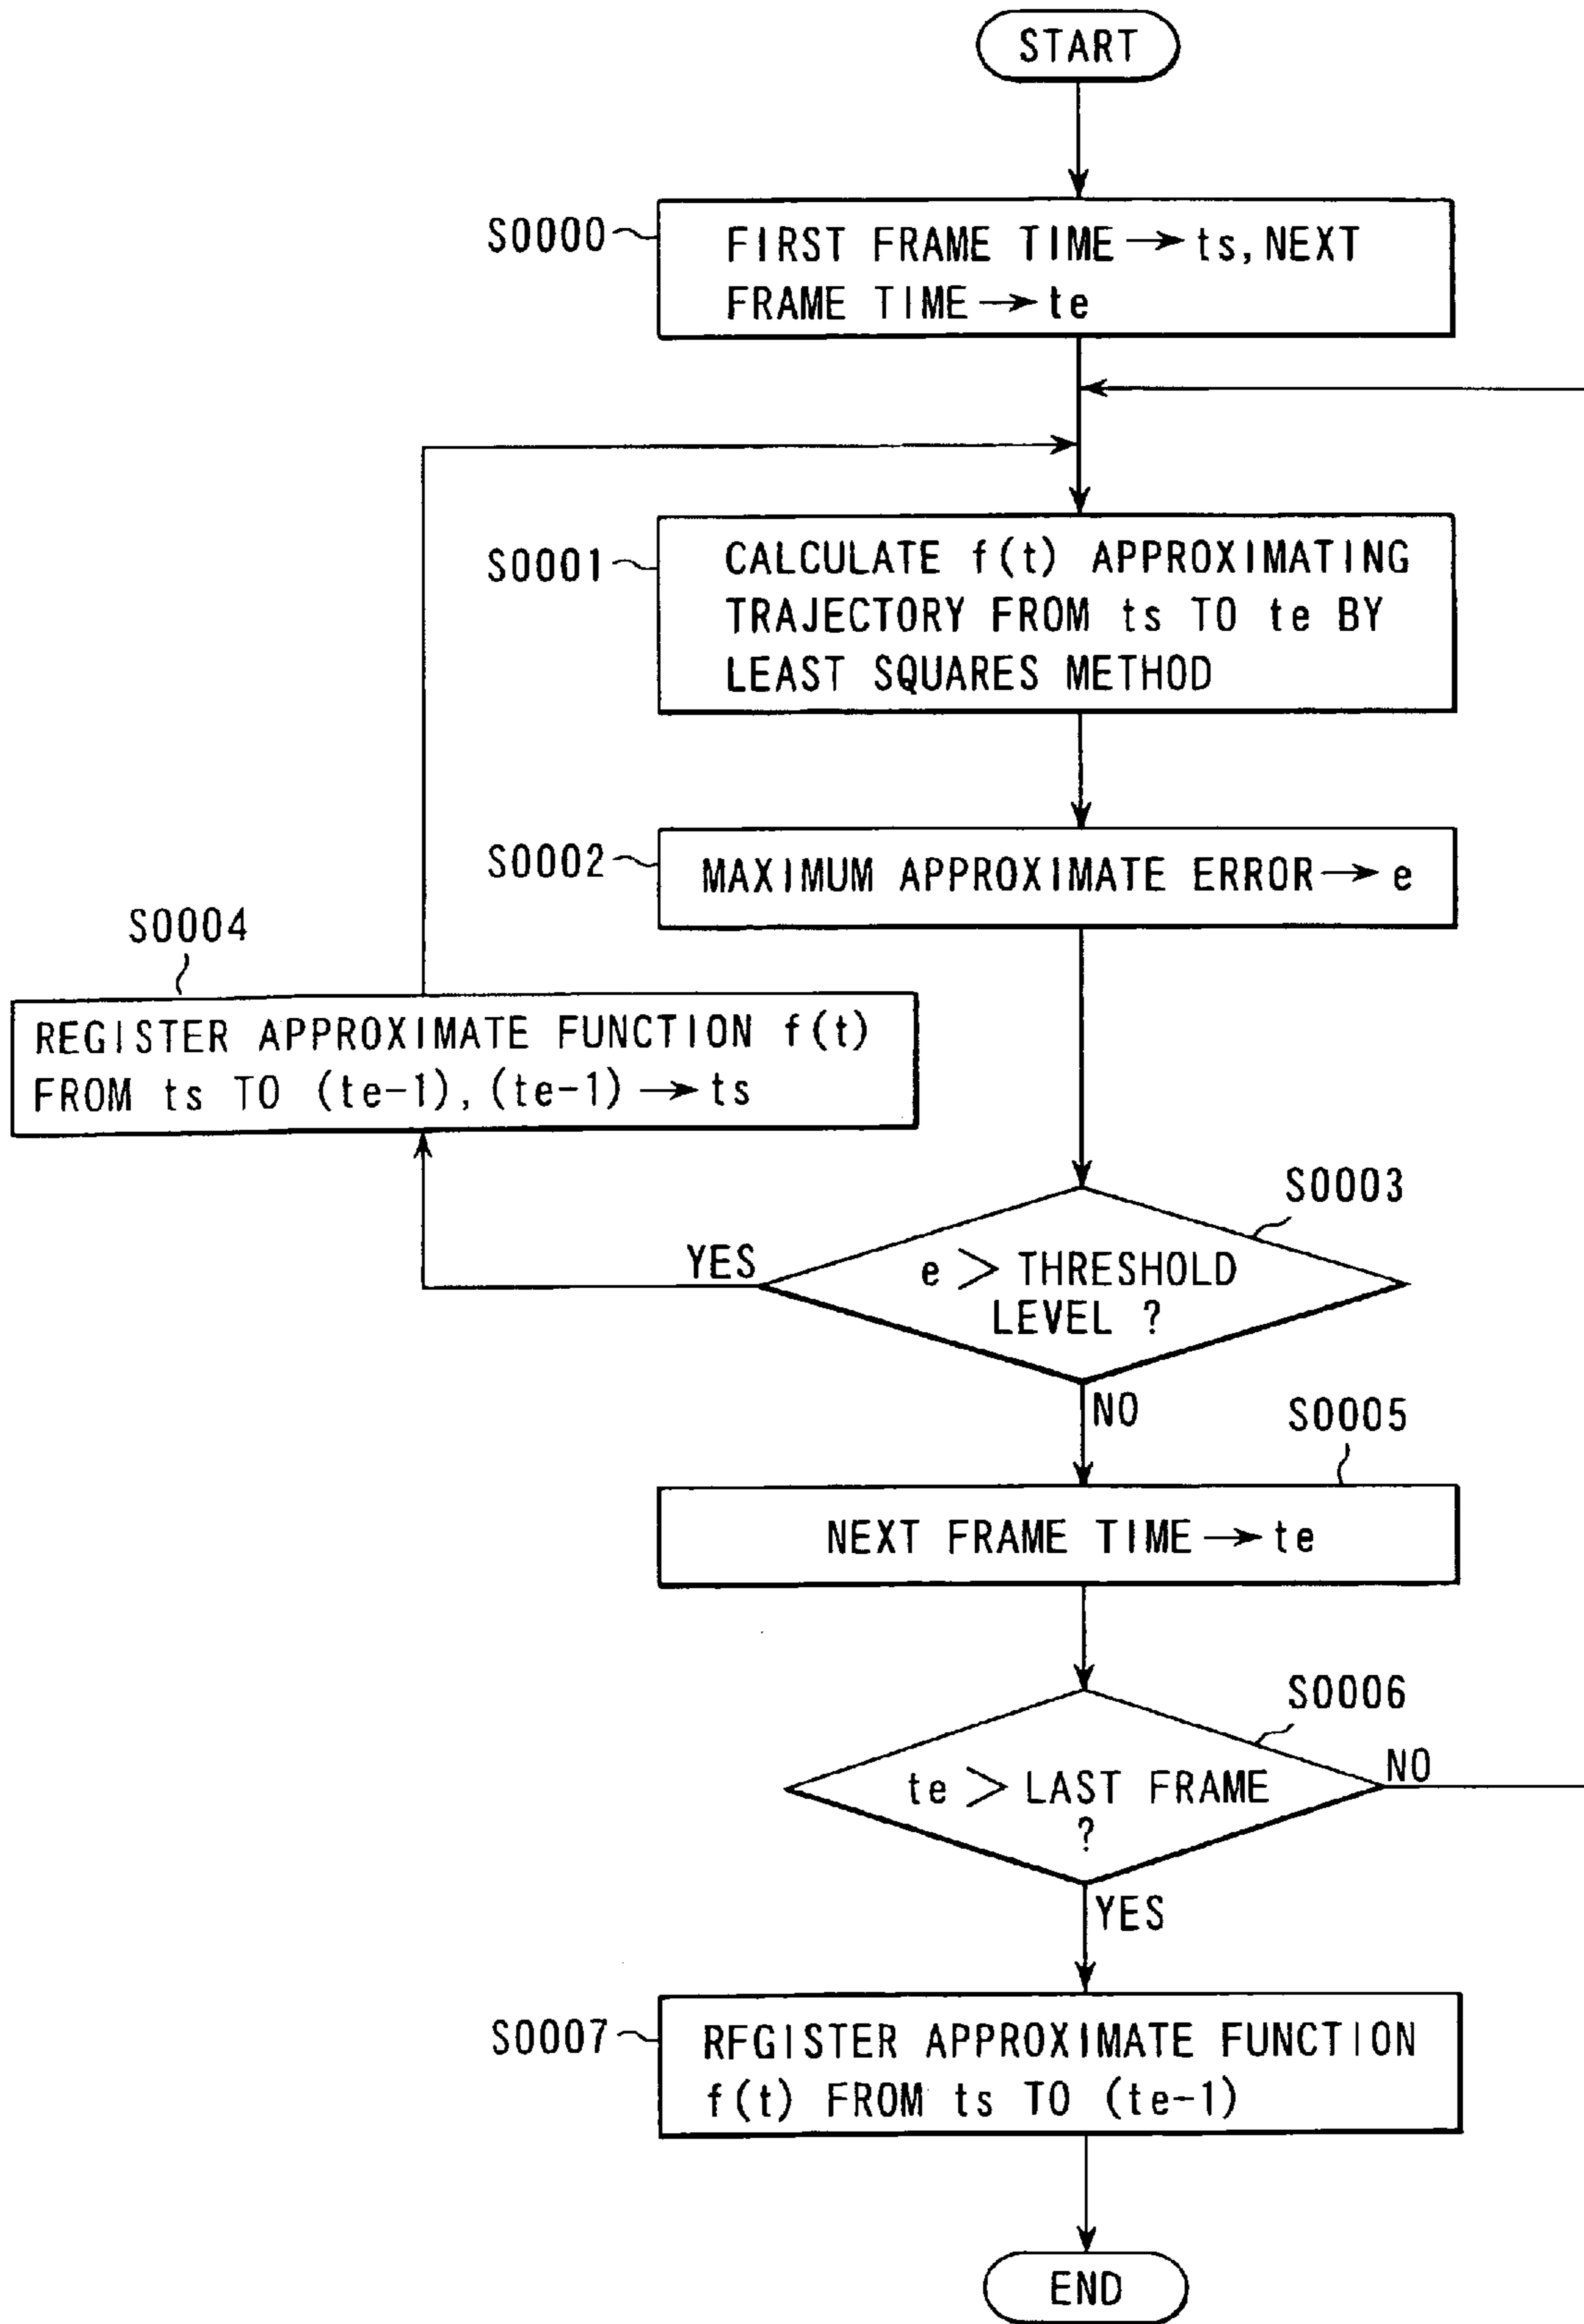 START
S0000
FIRST FRAME TIME → ts, NEXT
FRAME TIME → te
S0001
CALCULATE f(t) APPROXIMATING
TRAJECTORY FROM ts TO te BY
LEAST SQUARES METHOD
S0002
MAXIMUM APPROXIMATE ERROR → e
S0004
REGISTER APPROXIMATE FUNCTION f(t)
FROM ts TO (te-1), (te-1) → ts
S0003
YES
e > THRESHOLD
LEVEL ?
NO
S0005
NEXT FRAME TIME → te
S0006
te > LAST FRAME
?
NO
YES
S0007
RFGISTER APPROXIMATE FUNCTION
f(t) FROM ts TO (te-1)
END